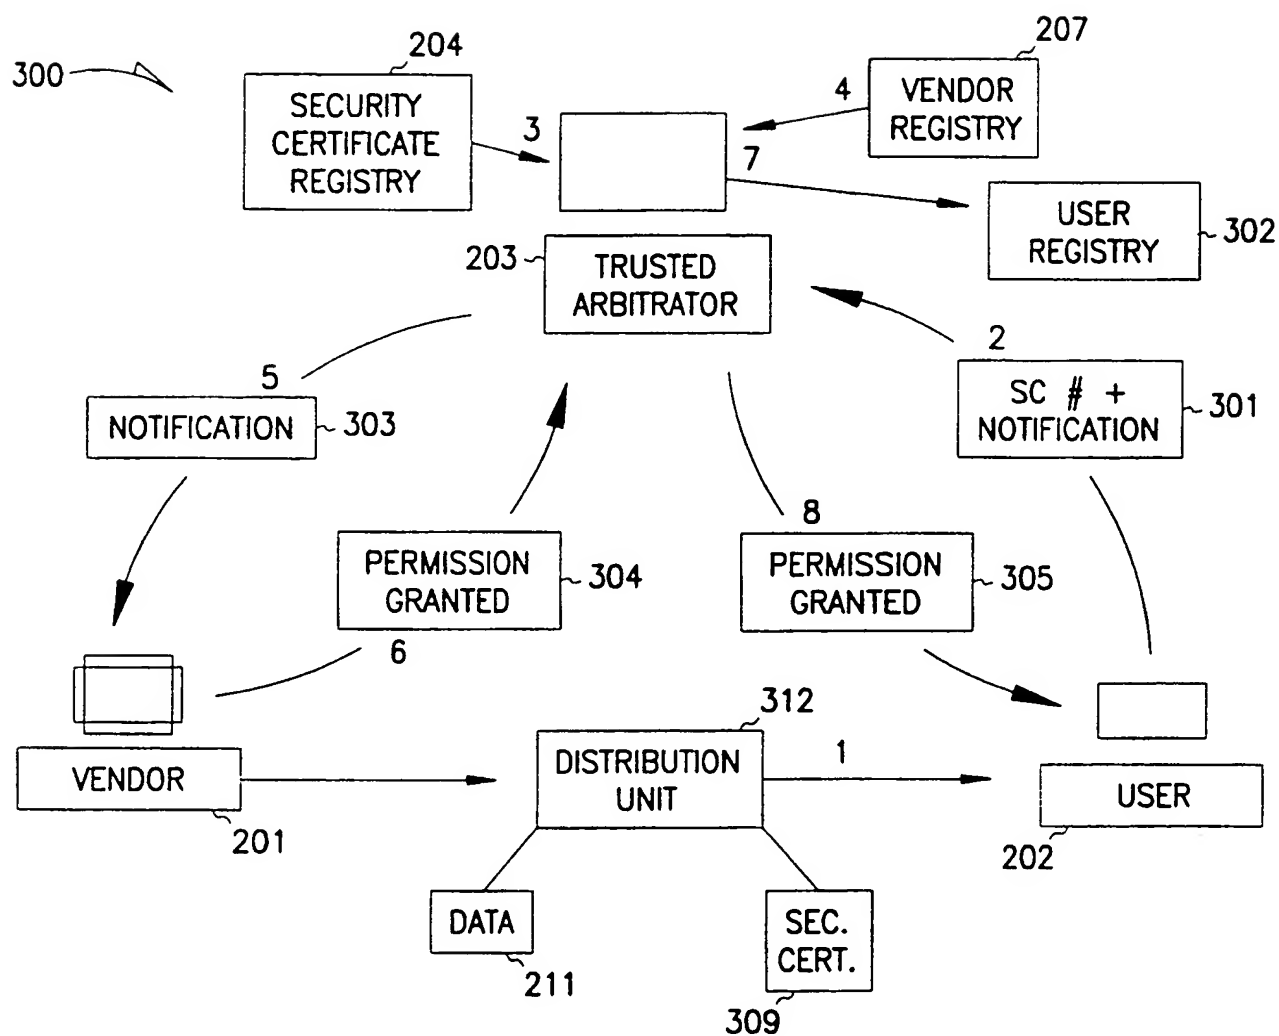 300
204
SECURITY
CERTIFICATE
REGISTRY
3
4
207
VENDOR
REGISTRY
7
USER
REGISTRY
302
203
TRUSTED
ARBITRATOR
2
SC # +
NOTIFICATION
301
5
NOTIFICATION
303
PERMISSION
GRANTED
304
6
8
PERMISSION
GRANTED
305
VENDOR
201
312
DISTRIBUTION
UNIT
1
USER
202
DATA
211
SEC.
CERT.
309